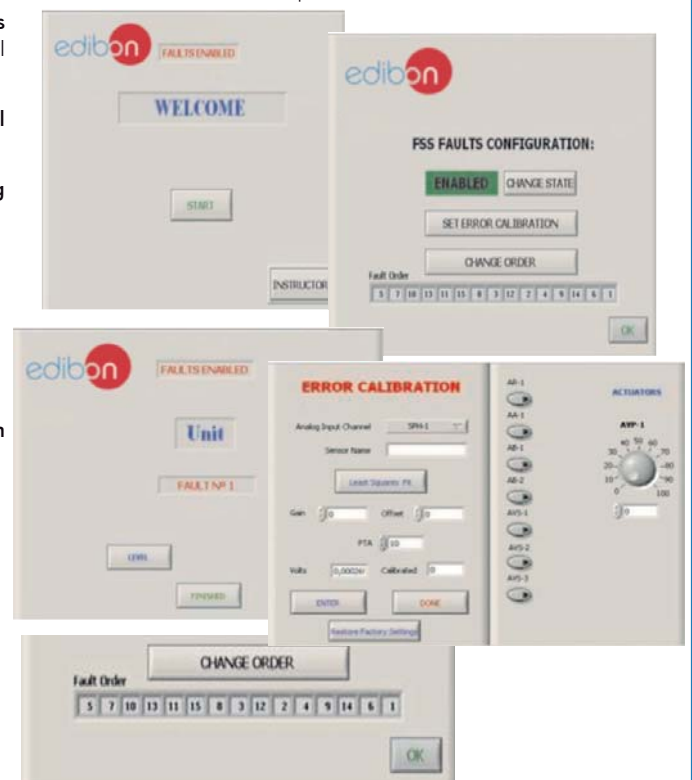 edibon
FAULTS ENABLED
WELCOME
START
INSTRUCTOR
edibon
FSS FAULTS CONFIGURATION:
ENABLED CHANGE STATE
SET ERROR CALIBRATION
CHANGE ORDER
Fault Order
5 7 10 13 11 15 8 3 12 2 4 9 14 6 1
OK
edibon
FAULTS ENABLED
Unit
FAULT Nº 1
LEVEL
FINISHED
ERROR CALIBRATION
Analog Input Channel
Sensor Name
Least Squares Fit
Gain 0 Offset 0
PTA 10
Volts Calibrated 0
ENTER DONE
Restore Factory Settings
AR-1
AA-1
AB-1
AB-2
AVS-1
AVS-2
AVS-3
ACTUATORS
AVP-1
0 10 20 30 40 50 60 70 80 90 100
0
CHANGE ORDER
Fault Order
5 7 10 13 11 15 8 3 12 2 4 9 14 6 1
OK